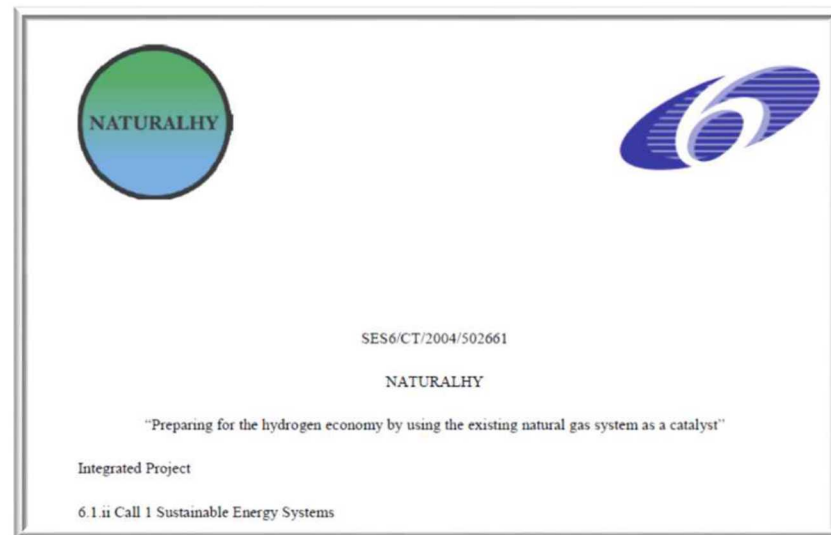 NATURALHY
6
SES6/CT/2004/502661
NATURALHY
“Preparing for the hydrogen economy by using the existing natural gas system as a catalyst”
Integrated Project
6.1.ii Call 1 Sustainable Energy Systems